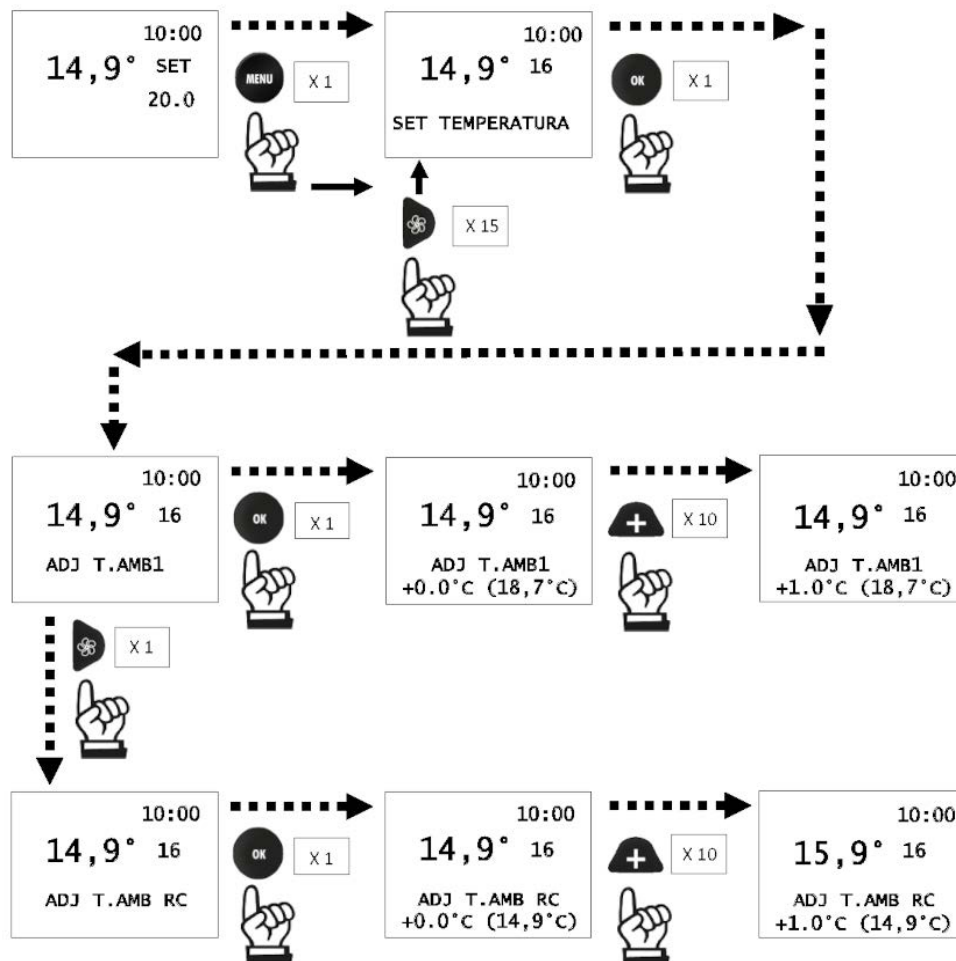 10:00
14,9° SET
20.0
MENU
X 1
10:00
14,9° 16
SET TEMPERATURA
OK
X 1
X 15
10:00
14,9° 16
ADJ T.AMB1
OK
X 1
10:00
14,9° 16
ADJ T.AMB1
+0.0°C (18,7°C)
+
X 10
10:00
14,9° 16
ADJ T.AMB1
+1.0°C (18,7°C)
X 1
10:00
14,9° 16
ADJ T.AMB RC
OK
X 1
10:00
14,9° 16
ADJ T.AMB RC
+0.0°C (14,9°C)
+
X 10
10:00
15,9° 16
ADJ T.AMB RC
+1.0°C (14,9°C)